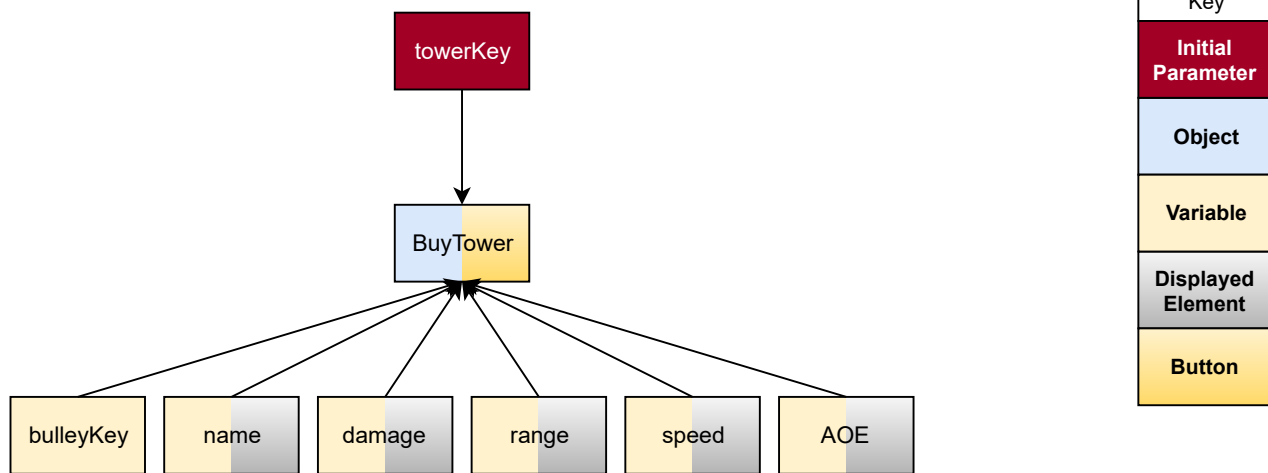 towerKey
BuyTower
bulleyKey
name
damage
range
speed
AOE
Key
Initial
Parameter
Object
Variable
Displayed
Element
Button